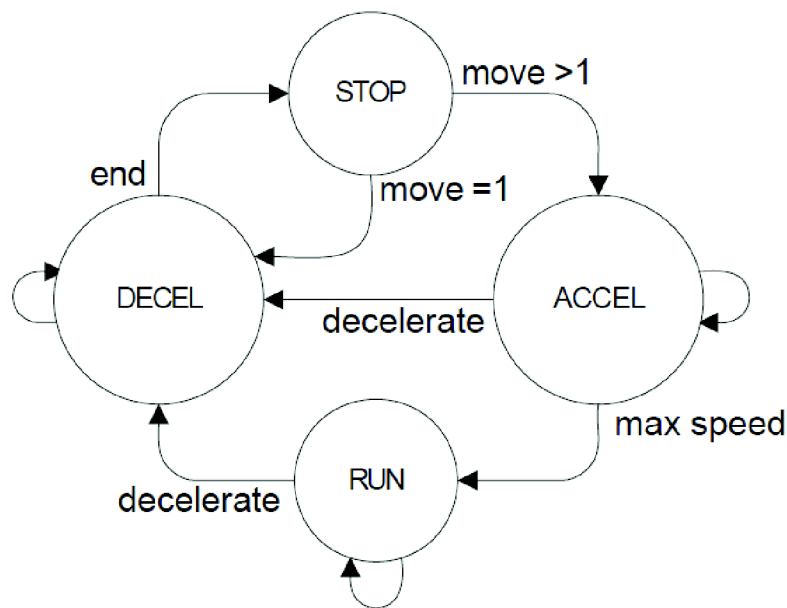 STOP
move >1
end
move =1
DECEL
ACCEL
decelerate
max speed
RUN
decelerate